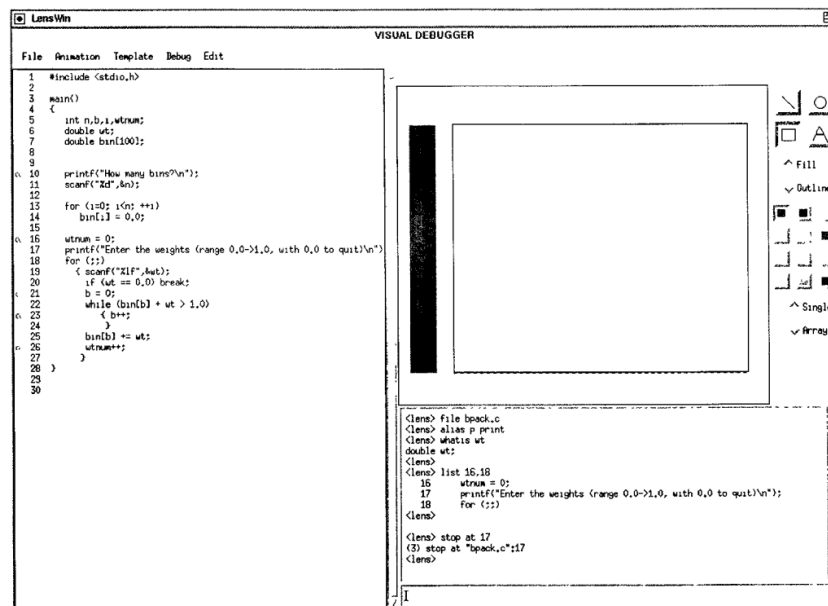 LensWin
VISUAL DEBUGGER
File Animation Template Debug Edit
1 #include <stdio.h>
2
3 main()
4 {
5 int n,b,i,wtnum;
6 double wt;
7 double bin[100];
8
9
10 printf("How many bins?\n");
11 scanf("%d",&n);
12
13 for (i=0; i<n; ++i)
14 bin[i] = 0.0;
15
16 wtnum = 0;
17 printf("Enter the weights (range 0.0->1.0, with 0.0 to quit)\n")
18 for (;;)
19 { scanf("%lf",&wt);
20 if (wt == 0.0) break;
21 b = 0;
22 while (bin[b] + wt > 1.0)
23 { b++;
24 }
25 bin[b] += wt;
26 wtnum++;
27 }
28 }
29
30
A
^ Fill
v Outline
^ Single
v Array
<lens> file bpack.c
<lens> alias p print
<lens> whatis wt
double wt;
<lens>
<lens> list 16,18
16 wtnum = 0;
17 printf("Enter the weights (range 0.0->1.0, with 0.0 to quit)\n");
18 for (;;)
<lens>
<lens> stop at 17
(3) stop at "bpack.c":17
<lens>